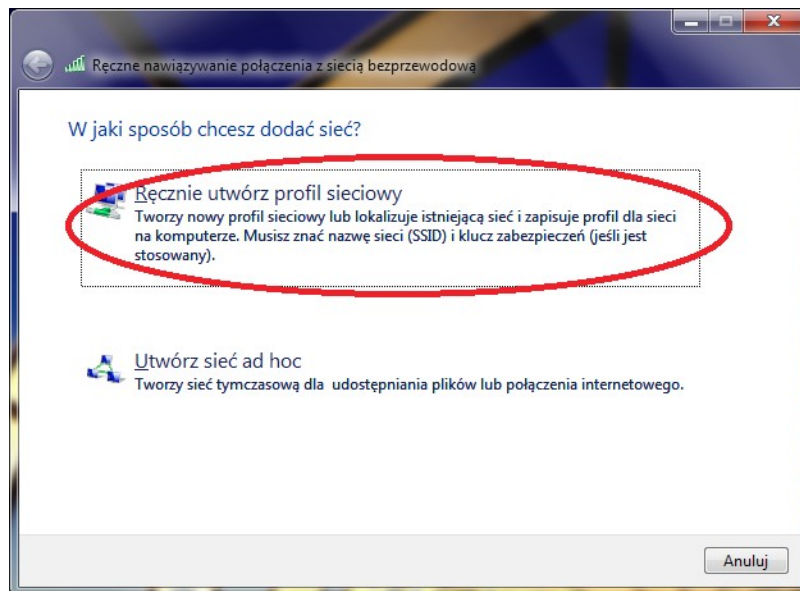 Ręczne nawiązywanie połączenia z siecią bezprzewodową
W jaki sposób chcesz dodać sieć?
Ręcznie utwórz profil sieciowy
Tworzy nowy profil sieciowy lub lokalizuje istniejącą sieć i zapisuje profil dla sieci
na komputerze. Musisz znać nazwę sieci (SSID) i klucz zabezpieczeń (jeśli jest
stosowany).
Utwórz sieć ad hoc
Tworzy sieć tymczasową dla udostępniania plików lub połączenia internetowego.
Anuluj